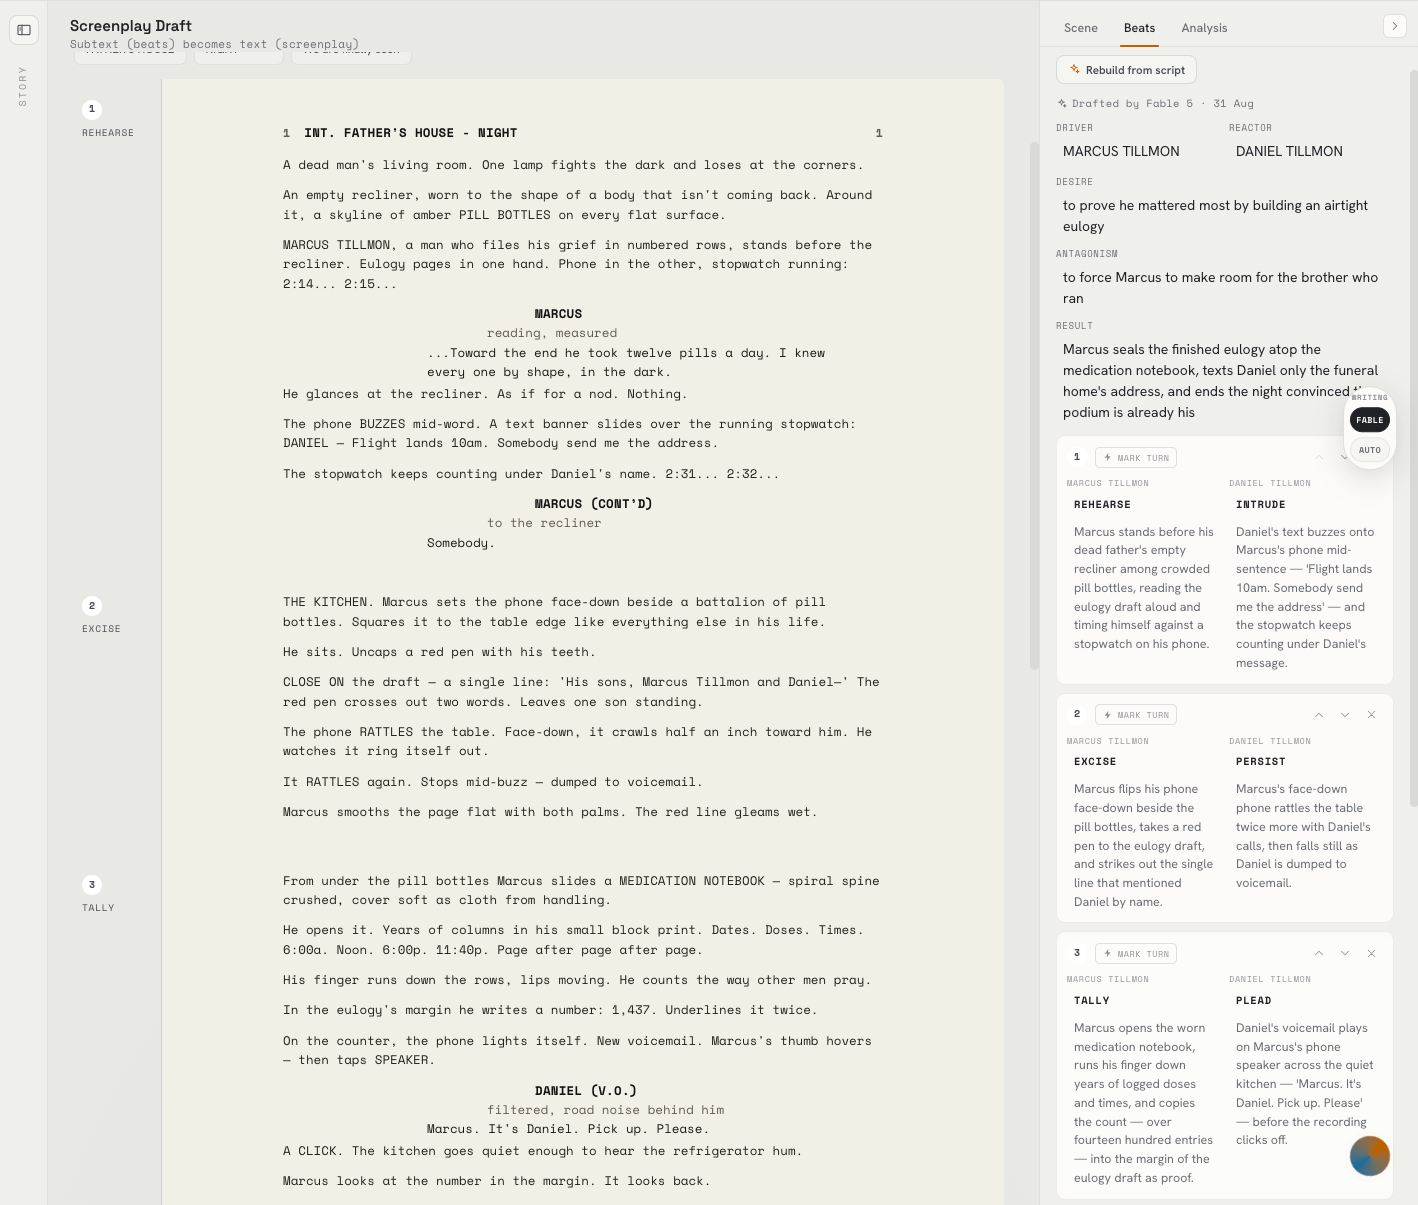 Screenplay Draft
Subtext (beats) becomes text (screenplay)
STORY
1
REHEARSE
1 INT. FATHER'S HOUSE - NIGHT 1
A dead man's living room. One lamp fights the dark and loses at the corners.
An empty recliner, worn to the shape of a body that isn't coming back. Around
it, a skyline of amber PILL BOTTLES on every flat surface.
MARCUS TILLMON, a man who files his grief in numbered rows, stands before the
recliner. Eulogy pages in one hand. Phone in the other, stopwatch running:
2:14... 2:15...
MARCUS
reading, measured
...Toward the end he took twelve pills a day. I knew
every one by shape, in the dark.
He glances at the recliner. As if for a nod. Nothing.
The phone BUZZES mid-word. A text banner slides over the running stopwatch:
DANIEL — Flight lands 10am. Somebody send me the address.
The stopwatch keeps counting under Daniel's name. 2:31... 2:32...
MARCUS (CONT'D)
to the recliner
Somebody.
2
EXCISE
THE KITCHEN. Marcus sets the phone face-down beside a battalion of pill
bottles. Squares it to the table edge like everything else in his life.
He sits. Uncaps a red pen with his teeth.
CLOSE ON the draft — a single line: 'His sons, Marcus Tillmon and Daniel—' The
red pen crosses out two words. Leaves one son standing.
The phone RATTLES the table. Face-down, it crawls half an inch toward him. He
watches it ring itself out.
It RATTLES again. Stops mid-buzz — dumped to voicemail.
Marcus smooths the page flat with both palms. The red line gleams wet.
3
TALLY
From under the pill bottles Marcus slides a MEDICATION NOTEBOOK — spiral spine
crushed, cover soft as cloth from handling.
He opens it. Years of columns in his small block print. Dates. Doses. Times.
6:00a. Noon. 6:00p. 11:40p. Page after page after page.
His finger runs down the rows, lips moving. He counts the way other men pray.
In the eulogy's margin he writes a number: 1,437. Underlines it twice.
On the counter, the phone lights itself. New voicemail. Marcus's thumb hovers
— then taps SPEAKER.
DANIEL (V.O.)
filtered, road noise behind him
Marcus. It's Daniel. Pick up. Please.
A CLICK. The kitchen goes quiet enough to hear the refrigerator hum.
Marcus looks at the number in the margin. It looks back.
Scene Beats Analysis
Rebuild from script
Drafted by Fable 5 · 31 Aug
DRIVER REACTOR
MARCUS TILLMON DANIEL TILLMON
DESIRE
to prove he mattered most by building an airtight
eulogy
ANTAGONISM
to force Marcus to make room for the brother who
ran
RESULT
Marcus seals the finished eulogy atop the
medication notebook, texts Daniel only the funeral
home's address, and ends the night convinced
podium is already his
WRITING
FABLE
AUTO
1 MARK TURN
MARCUS TILLMON DANIEL TILLMON
REHEARSE INTRUDE
Marcus stands before his
dead father's empty
recliner among crowded
pill bottles, reading the
eulogy draft aloud and
timing himself against a
stopwatch on his phone.
Daniel's text buzzes onto
Marcus's phone mid-
sentence — 'Flight lands
10am. Somebody send
me the address' — and
the stopwatch keeps
counting under Daniel's
message.
2 MARK TURN
MARCUS TILLMON DANIEL TILLMON
EXCISE PERSIST
Marcus flips his phone
face-down beside the
pill bottles, takes a red
pen to the eulogy draft,
and strikes out the single
line that mentioned
Daniel by name.
Marcus's face-down
phone rattles the table
twice more with Daniel's
calls, then falls still as
Daniel is dumped to
voicemail.
3 MARK TURN
MARCUS TILLMON DANIEL TILLMON
TALLY PLEAD
Marcus opens the worn
medication notebook,
runs his finger down
years of logged doses
and times, and copies
the count — over
fourteen hundred entries
— into the margin of the
eulogy draft as proof.
Daniel's voicemail plays
on Marcus's phone
speaker across the quiet
kitchen — 'Marcus. It's
Daniel. Pick up. Please'
— before the recording
clicks off.